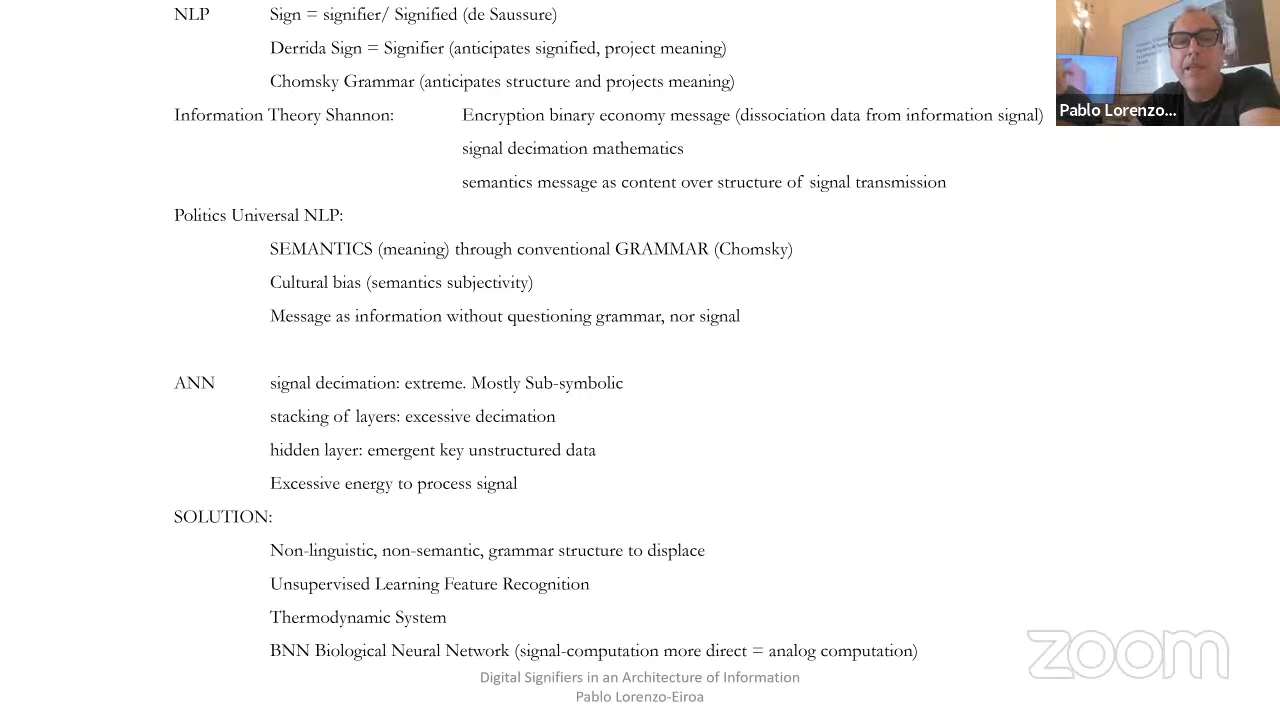 NLP Sign = signifier/ Signified (de Saussure)
Derrida Sign = Signifier (anticipates signified, project meaning)
Chomsky Grammar (anticipates structure and projects meaning)
Information Theory Shannon: Encryption binary economy message (dissociation data from information signal)
signal decimation mathematics
semantics message as content over structure of signal transmission
Politics Universal NLP:
SEMANTICS (meaning) through conventional GRAMMAR (Chomsky)
Cultural bias (semantics subjectivity)
Message as information without questioning grammar, nor signal
ANN signal decimation: extreme. Mostly Sub-symbolic
stacking of layers: excessive decimation
hidden layer: emergent key unstructured data
Excessive energy to process signal
SOLUTION:
Non-linguistic, non-semantic, grammar structure to displace
Unsupervised Learning Feature Recognition
Thermodynamic System
BNN Biological Neural Network (signal-computation more direct = analog computation)
Digital Signifiers in an Architecture of Information
Pablo Lorenzo-Eiroa
Pablo Lorenzo...
zoom